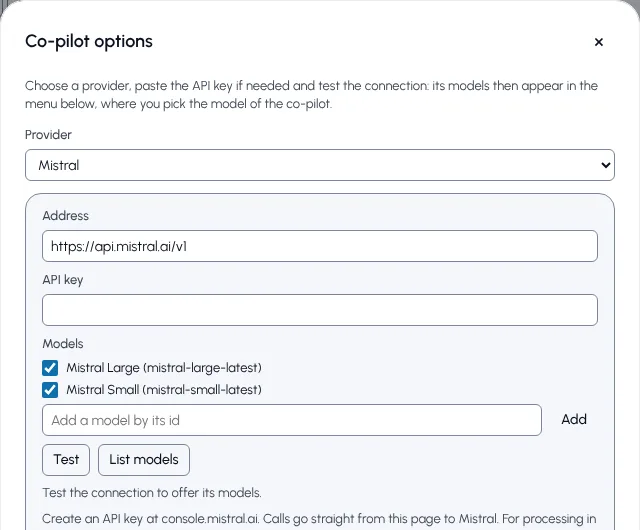 Co-pilot options
×
Choose a provider, paste the API key if needed and test the connection: its models then appear in the
menu below, where you pick the model of the co-pilot.
Provider
Mistral
Address
https://api.mistral.ai/v1
API key
Models
Mistral Large (mistral-large-latest)
Mistral Small (mistral-small-latest)
Add a model by its id
Add
Test
List models
Test the connection to offer its models.
Create an API key at console.mistral.ai. Calls go straight from this page to Mistral. For processing in